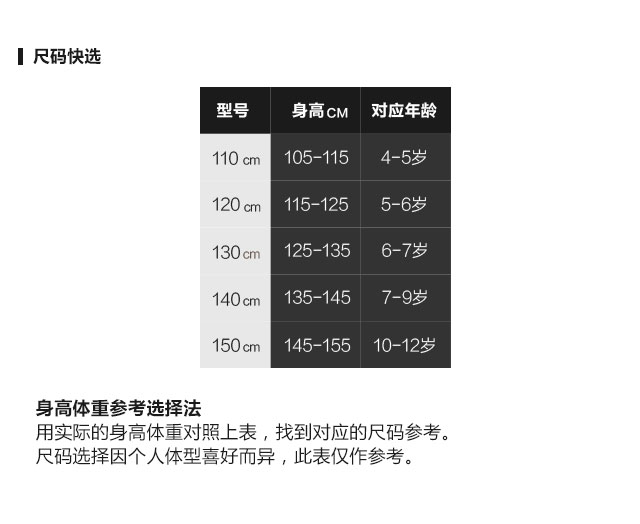 尺码快选
型号 身高CM 对应年龄
110 cm 105-115 4-5岁
120 cm 115-125 5-6岁
130 cm 125-135 6-7岁
140 cm 135-145 7-9岁
150 cm 145-155 10-12岁
身高体重参考选择法
用实际的身高体重对照上表，找到对应的尺码参考。
尺码选择因个人体型喜好而异，此表仅作参考。